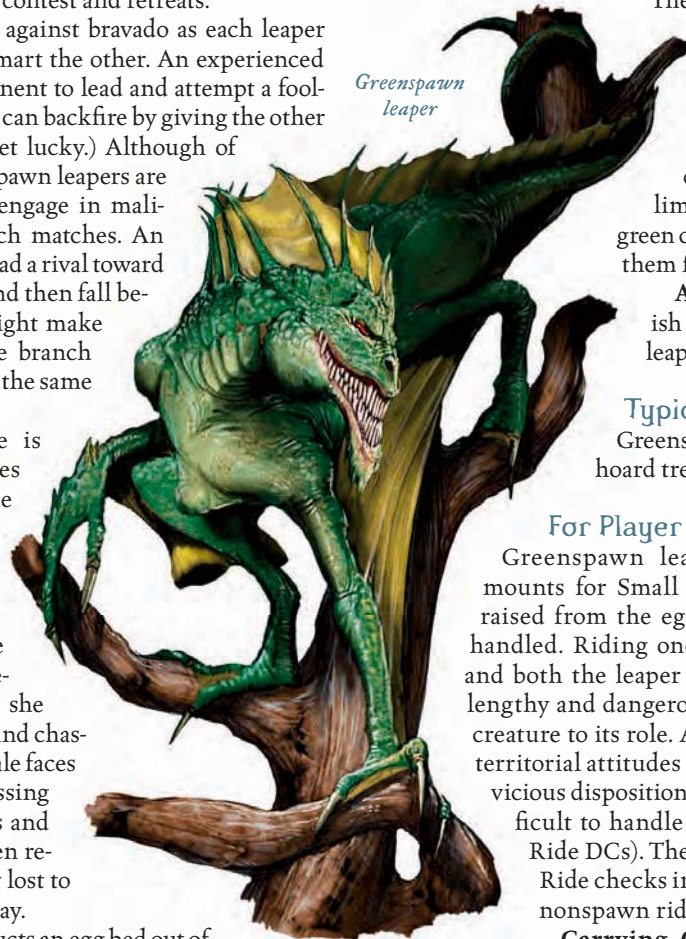 contest and retreats.
against bravado as each leaper
mart the other. An experienced
nent to lead and attempt a fool-
can backfire by giving the other
et lucky.) Although of
pawn leapers are
engage in mali-
ch matches. An
ad a rival toward
nd then fall be-
ight make
e branch
the same
e is
es
e
e
e-
she
nd chas-
le faces
ssing
s and
en re-
lost to
ay.
ucts an egg bed out of
Greenspawn
leaper
The
lim
green
them f
A
ish
leap
Typic
Greens
hoard tre
For Player
Greenspawn lea
mounts for Small
raised from the eg
handled. Riding one
and both the leaper
lengthy and dangero
creature to its role. A
territorial attitudes
vicious disposition
ficult to handle
Ride DCs). The
Ride checks in
nonspawn rid
Carrying C